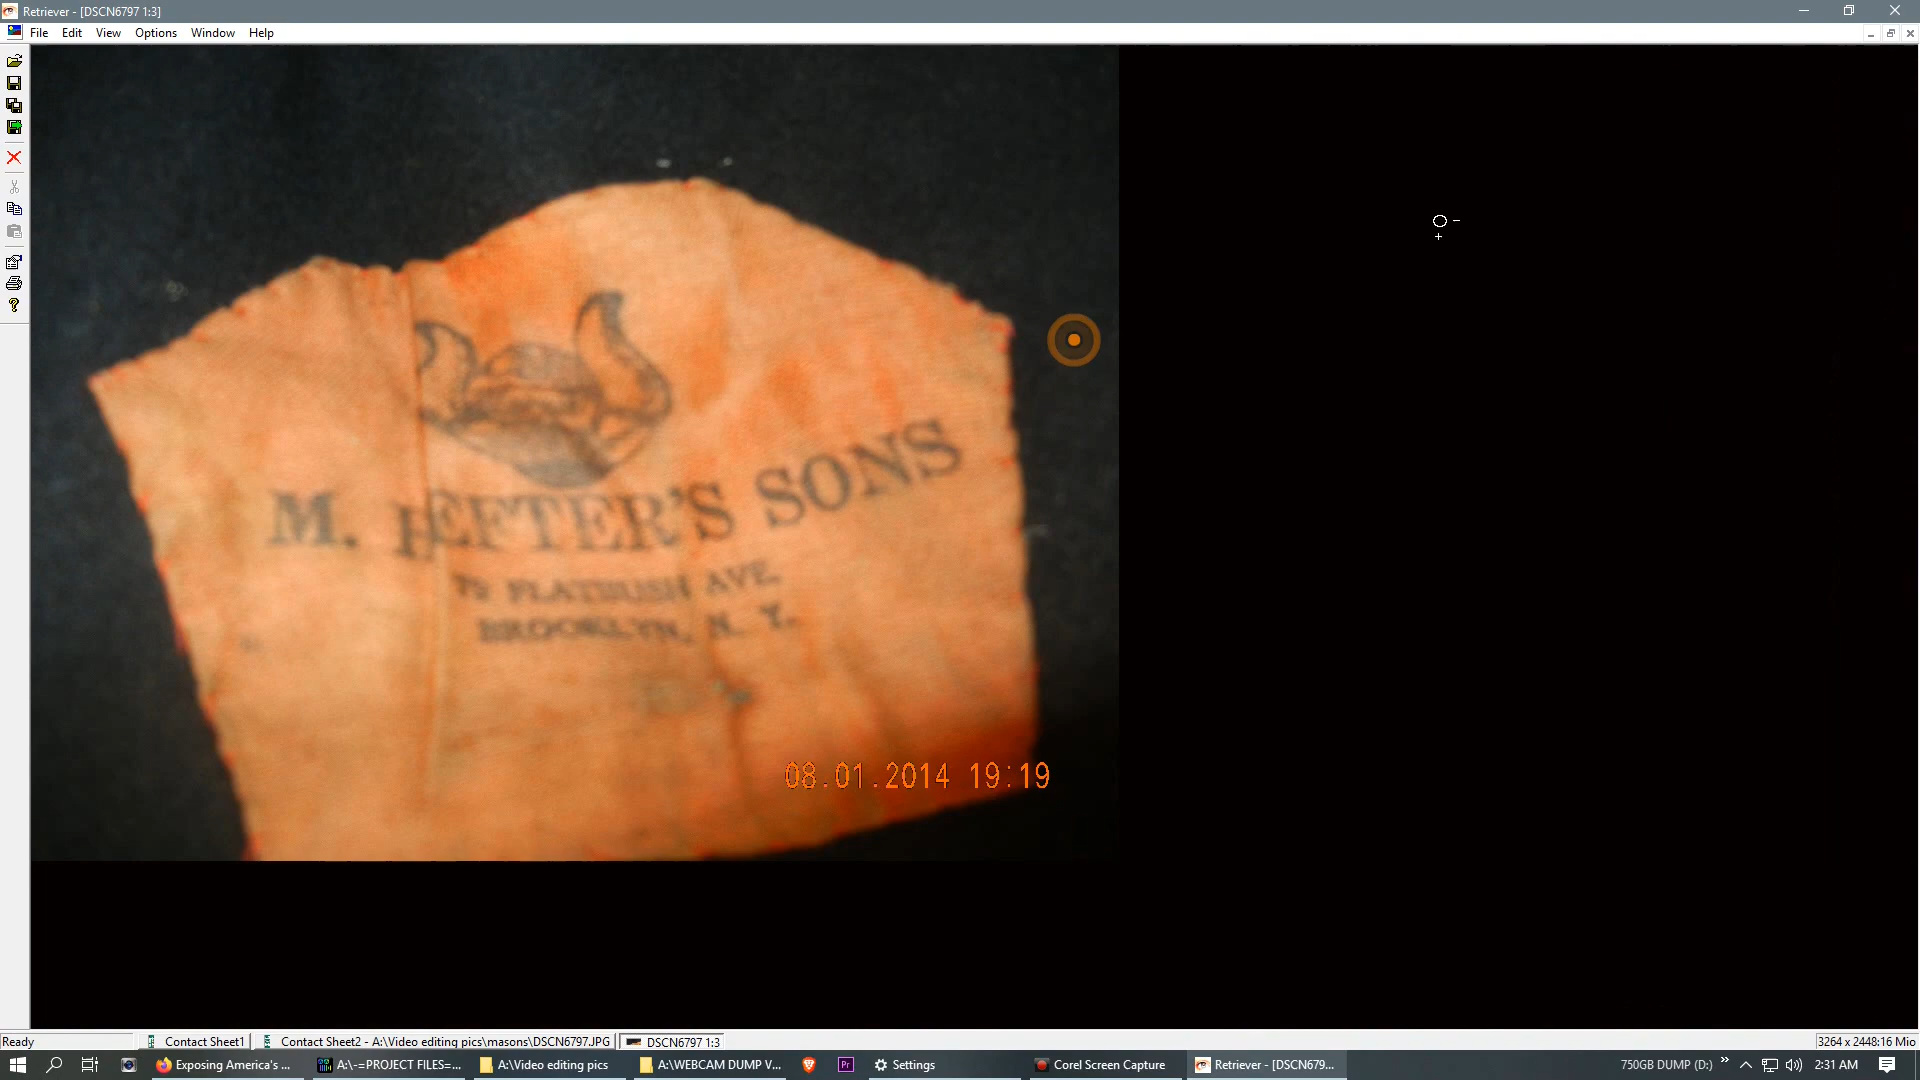 Retriever - [DSCN6797 1:3]
File Edit View Options Window Help
M. HEFTER'S SONS
FLATBUSH AVE.
BROOKLYN, N. Y.
08.01.2014 19:19
Ready
Contact Sheet1
Contact Sheet2 - A:\Video editing pics\masons\DSCN6797.JPG
DSCN6797 1:3
3264 x 2448:16 Mio
Exposing America's ...
A:\-=PROJECT FILES=...
A:\Video editing pics
A:\WEBCAM DUMP V...
Pr
Settings
Corel Screen Capture
Retriever - [DSCN679...
750GB DUMP (D:)
2:31 AM